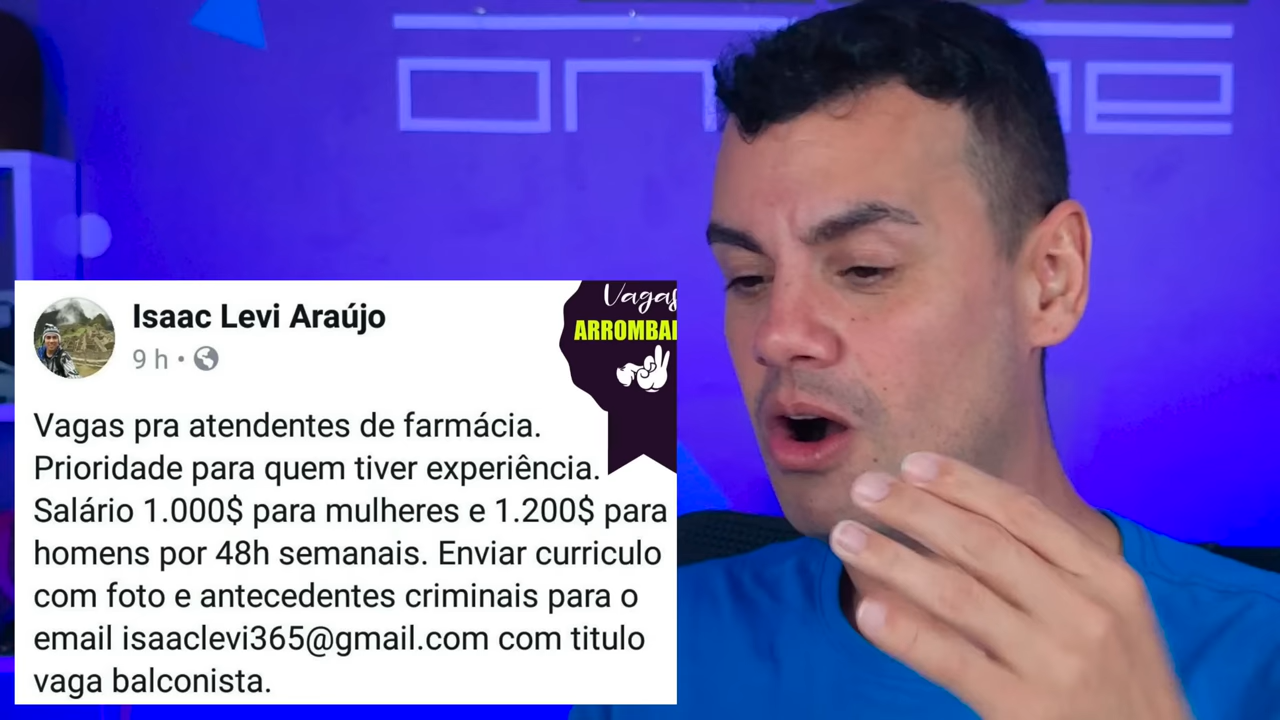 Isaac Levi Araújo
9 h •
Vagas
Vagas pra atendentes de farmácia.
Prioridade para quem tiver experiência.
Salário 1.000$ para mulheres e 1.200$ para
homens por 48h semanais. Enviar curriculo
com foto e antecedentes criminais para o
email isaaclevi365@gmail.com com titulo
vaga balconista.